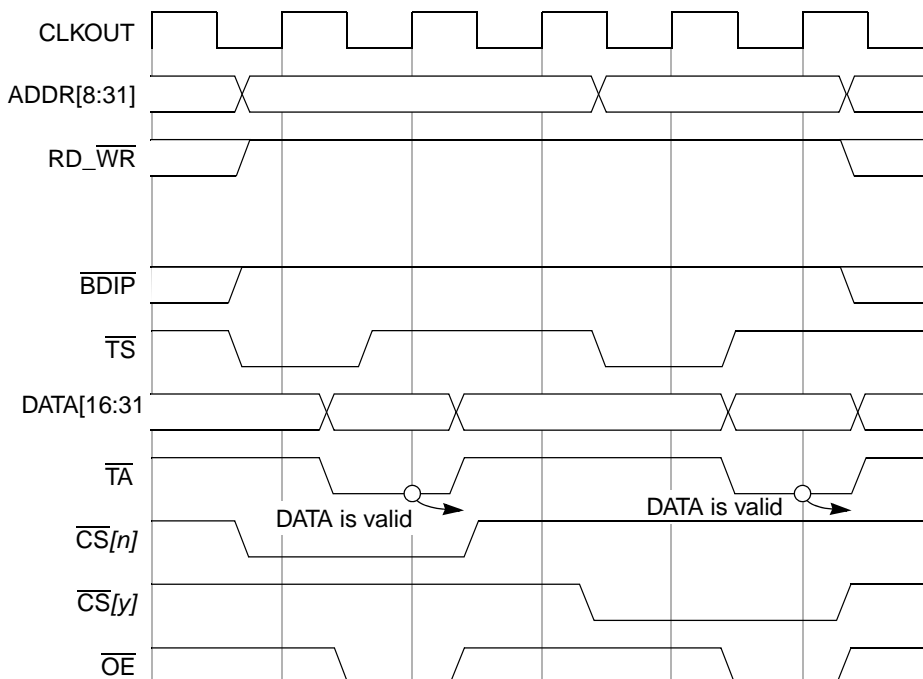 CLKOUT
ADDR[8:31]
RD_WR
BDIP
TS
DATA[16:31
TA
DATA is valid
DATA is valid
CS[n]
CS[y]
OE